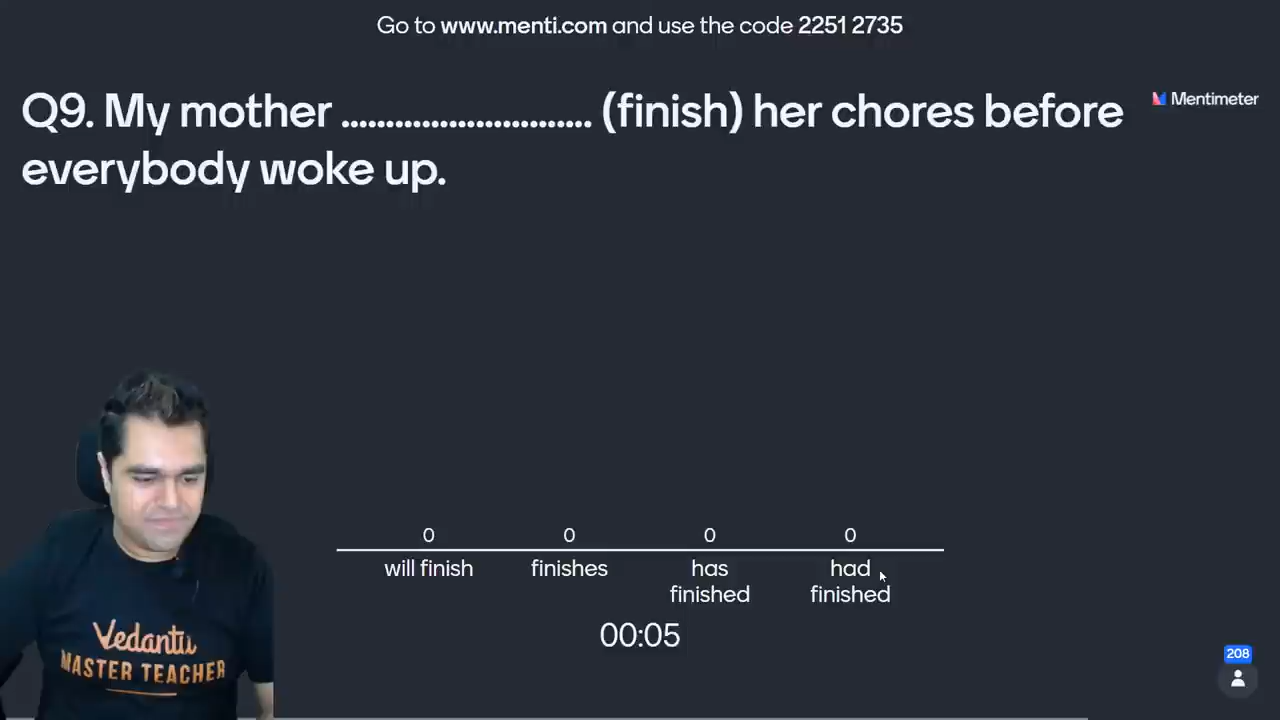 Go to www.menti.com and use the code 2251 2735
Q9. My mother ............................ (finish) her chores before
everybody woke up.
Mentimeter
0
0
0
0
will finish
finishes
has
finished
had
finished
00:05
208
Vedantu
MASTER TEACHER